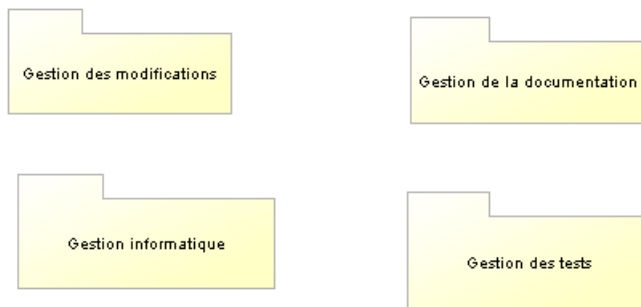 Gestion des modifications
Gestion de la documentation
Gestion informatique
Gestion des tests